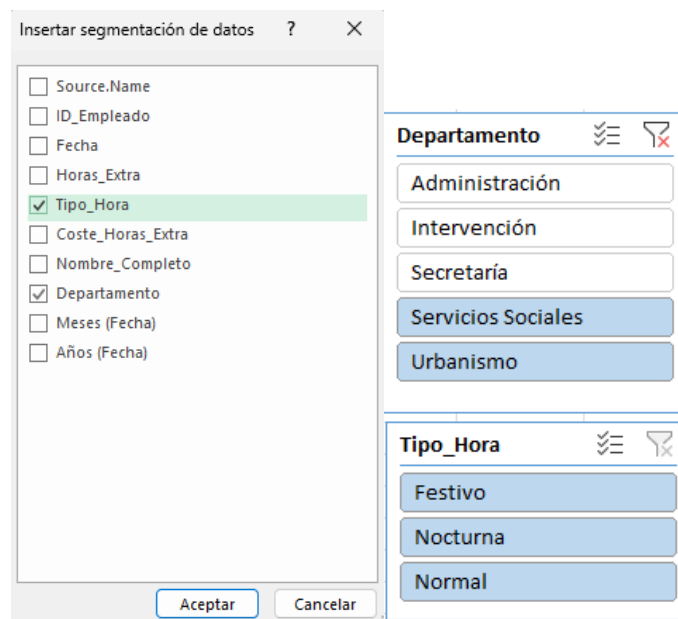 Insertar segmentación de datos ? ×
Source.Name
ID_Empleado
Fecha
Horas_Extra
Tipo_Hora
Coste_Horas_Extra
Nombre_Completo
Departamento
Meses (Fecha)
Años (Fecha)
Aceptar Cancelar
Departamento
Administración
Intervención
Secretaría
Servicios Sociales
Urbanismo
Tipo_Hora
Festivo
Nocturna
Normal